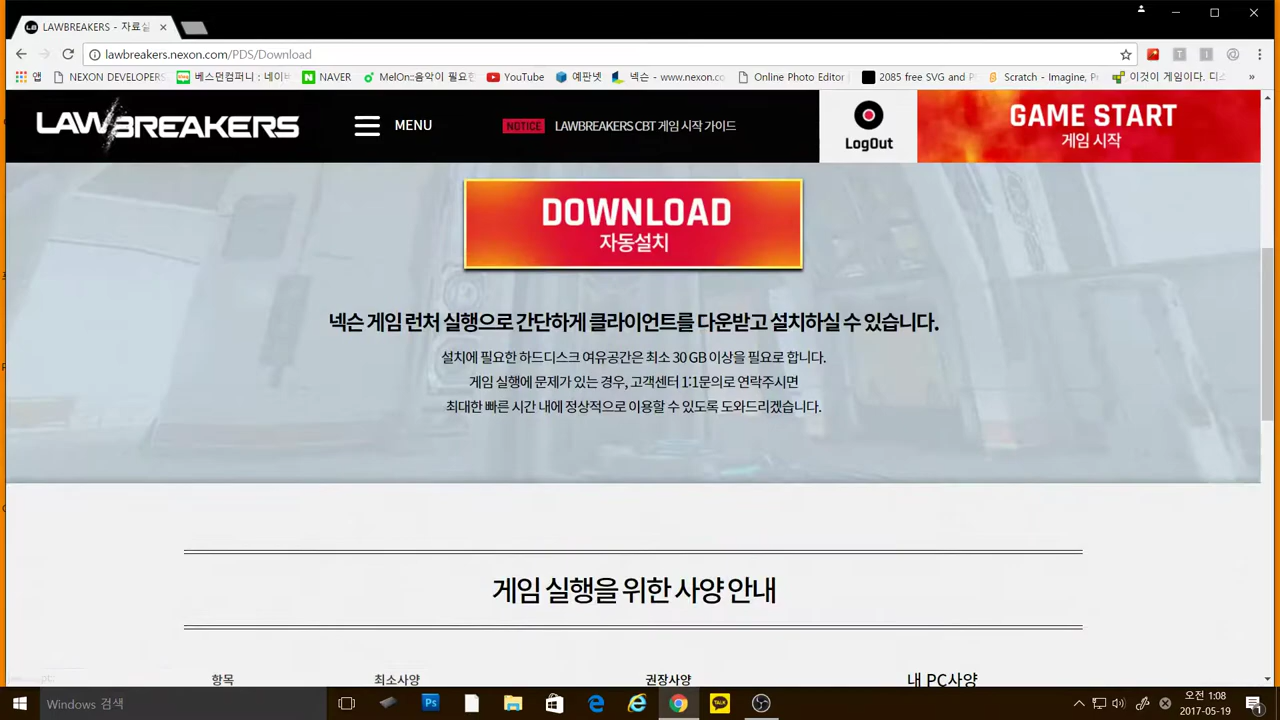 LAWBREAKERS - 자료실
lawbreakers.nexon.com/PDS/Download
앱 NEXON DEVELOPERS 베스던컴퍼니 : 네이버 NAVER MelOn::음악이 필요한 YouTube 예판넷 넥슨 - www.nexon.c Online Photo Editor 2025 free SVG and P Scratch - Imagine, Pr 이것이 게임이다. 디스 »
LAWBREAKERS MENU NOTICE LAWBREAKERS CBT 게임 시작 가이드 LogOut GAME START
게임 시작
DOWNLOAD
자동설치
넥슨 게임 런처 실행으로 간단하게 클라이언트를 다운받고 설치하실 수 있습니다.
설치에 필요한 하드디스크 여유공간은 최소 30 GB 이상을 필요로 합니다.
게임 실행에 문제가 있는 경우, 고객센터 1:1문의로 연락주시면
최대한 빠른 시간 내에 정상적으로 이용할 수 있도록 도와드리겠습니다.
게임 실행을 위한 사양 안내
항목 최소사양 권장사양 내 PC사양
Windows 검색
오전 1:08
2017-05-19